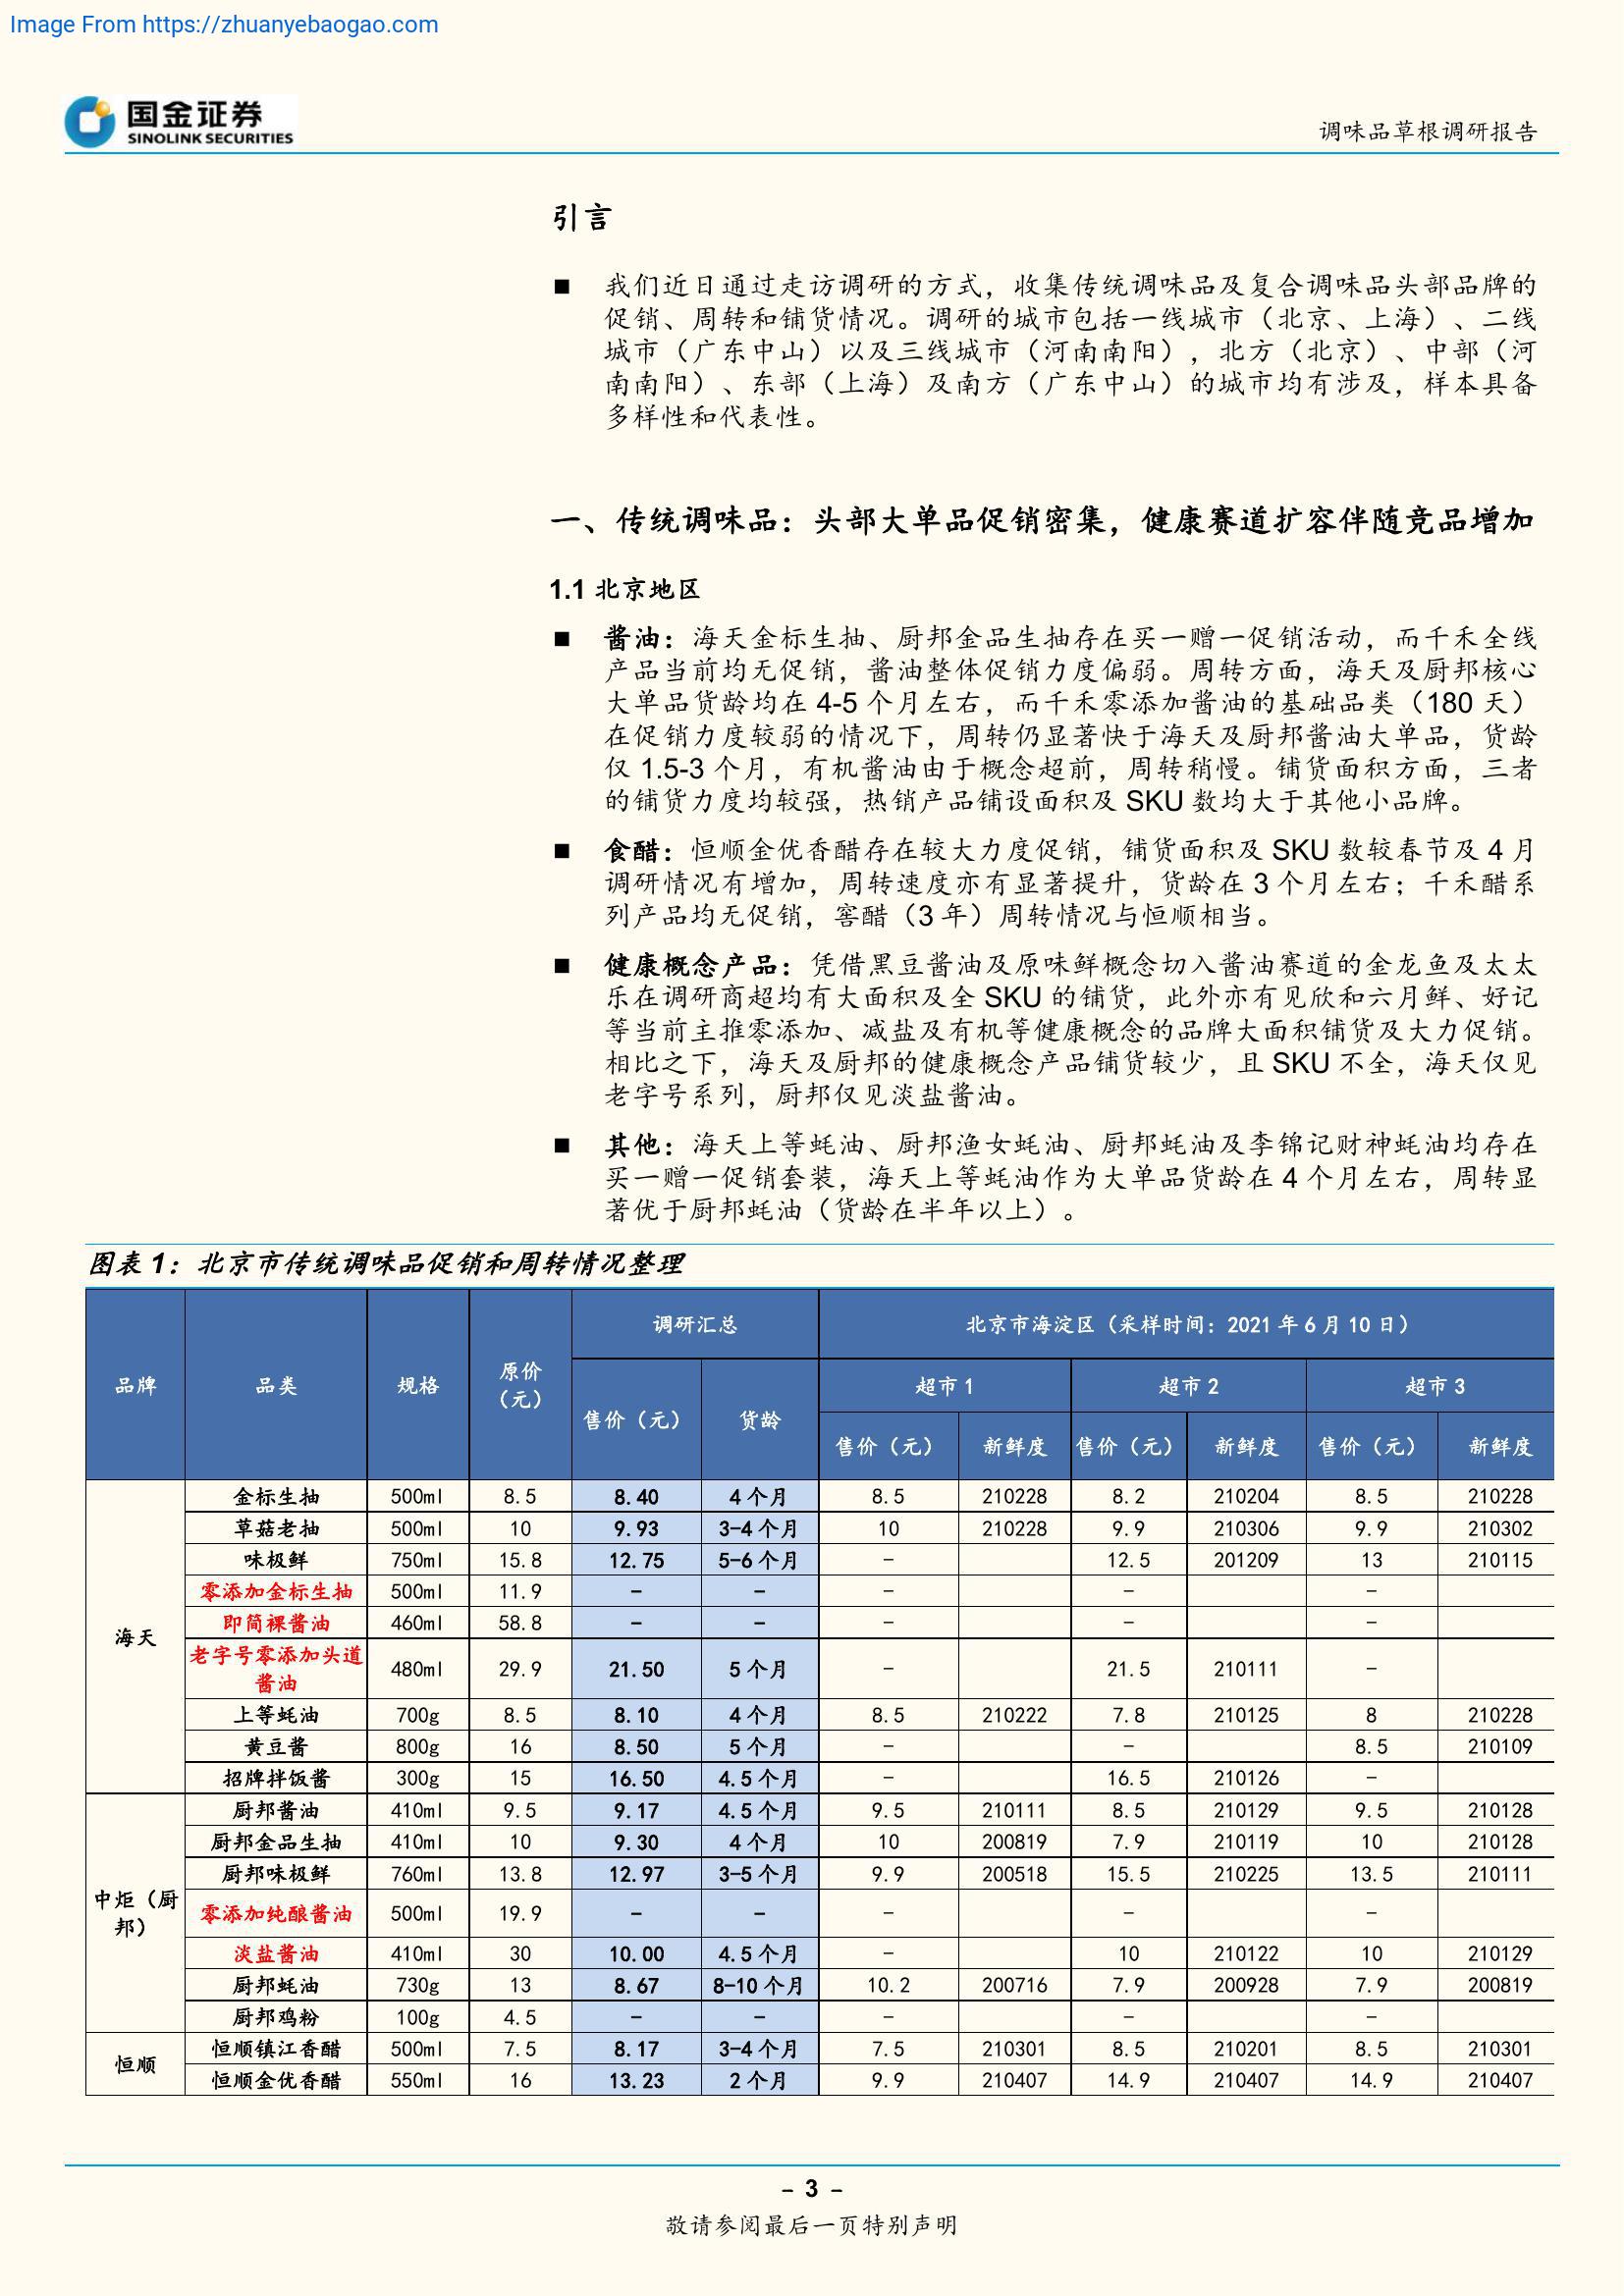 Image From https://zhuanyebaogao.com
国金证券
SINOLINK SECURITIES
调味品草根调研报告
引言
■ 我们近日通过走访调研的方式，收集传统调味品及复合调味品头部品牌的
促销、周转和铺货情况。调研的城市包括一线城市（北京、上海）、二线
城市（广东中山）以及三线城市（河南南阳），北方（北京）、中部（河
南南阳）、东部（上海）及南方（广东中山）的城市均有涉及，样本具备
多样性和代表性。
一、传统调味品：头部大单品促销密集，健康赛道扩容伴随竞品增加
1.1 北京地区
■ 酱油：海天金标生抽、厨邦金品生抽存在买一赠一促销活动，而千禾全线
产品当前均无促销，酱油整体促销力度偏弱。周转方面，海天及厨邦核心
大单品货龄均在 4-5 个月左右，而千禾零添加酱油的基础品类（180 天）
在促销力度较弱的情况下，周转仍显著快于海天及厨邦酱油大单品，货龄
仅 1.5-3 个月，有机酱油由于概念超前，周转稍慢。铺货面积方面，三者
的铺货力度均较强，热销产品铺设面积及 SKU 数均大于其他小品牌。
■ 食醋：恒顺金优香醋存在较大力度促销，铺货面积及 SKU 数较春节及 4 月
调研情况有增加，周转速度亦有显著提升，货龄在 3 个月左右；千禾醋系
列产品均无促销，窖醋（3 年）周转情况与恒顺相当。
■ 健康概念产品：凭借黑豆酱油及原味鲜概念切入酱油赛道的金龙鱼及太太
乐在调研商超均有大面积及全 SKU 的铺货，此外亦有见欣和六月鲜、好记
等当前主推零添加、减盐及有机等健康概念的品牌大面积铺货及大力促销。
相比之下，海天及厨邦的健康概念产品铺货较少，且 SKU 不全，海天仅见
老字号系列，厨邦仅见淡盐酱油。
■ 其他：海天上等蚝油、厨邦渔女蚝油、厨邦蚝油及李锦记财神蚝油均存在
买一赠一促销套装，海天上等蚝油作为大单品货龄在 4 个月左右，周转显
著优于厨邦蚝油（货龄在半年以上）。
图表 1：北京市传统调味品促销和周转情况整理
品牌 品类 规格 原价（元） 调研汇总 北京市海淀区（采样时间：2021 年 6 月 10 日）
售价（元） 货龄 超市 1 超市 2 超市 3
售价（元） 新鲜度 售价（元） 新鲜度 售价（元） 新鲜度
海天
金标生抽 500ml 8.5 8.40 4 个月 8.5 210228 8.2 210204 8.5 210228
草菇老抽 500ml 10 9.93 3-4 个月 10 210228 9.9 210306 9.9 210302
味极鲜 750ml 15.8 12.75 5-6 个月 - 12.5 201209 13 210115
零添加金标生抽 500ml 11.9 - - - - -
即简裸酱油 460ml 58.8 - - - - -
老字号零添加头道酱油 480ml 29.9 21.50 5 个月 - 21.5 210111 -
上等蚝油 700g 8.5 8.10 4 个月 8.5 210222 7.8 210125 8 210228
黄豆酱 800g 16 8.50 5 个月 - - 8.5 210109
招牌拌饭酱 300g 15 16.50 4.5 个月 - 16.5 210126 -
中炬（厨邦）
厨邦酱油 410ml 9.5 9.17 4.5 个月 9.5 210111 8.5 210129 9.5 210128
厨邦金品生抽 410ml 10 9.30 4 个月 10 200819 7.9 210119 10 210128
厨邦味极鲜 760ml 13.8 12.97 3-5 个月 9.9 200518 15.5 210225 13.5 210111
零添加纯酿酱油 500ml 19.9 - - - - -
淡盐酱油 410ml 30 10.00 4.5 个月 - 10 210122 10 210129
厨邦蚝油 730g 13 8.67 8-10 个月 10.2 200716 7.9 200928 7.9 200819
厨邦鸡粉 100g 4.5 - - - - -
恒顺
恒顺镇江香醋 500ml 7.5 8.17 3-4 个月 7.5 210301 8.5 210201 8.5 210301
恒顺金优香醋 550ml 16 13.23 2 个月 9.9 210407 14.9 210407 14.9 210407
- 3 -
敬请参阅最后一页特别声明